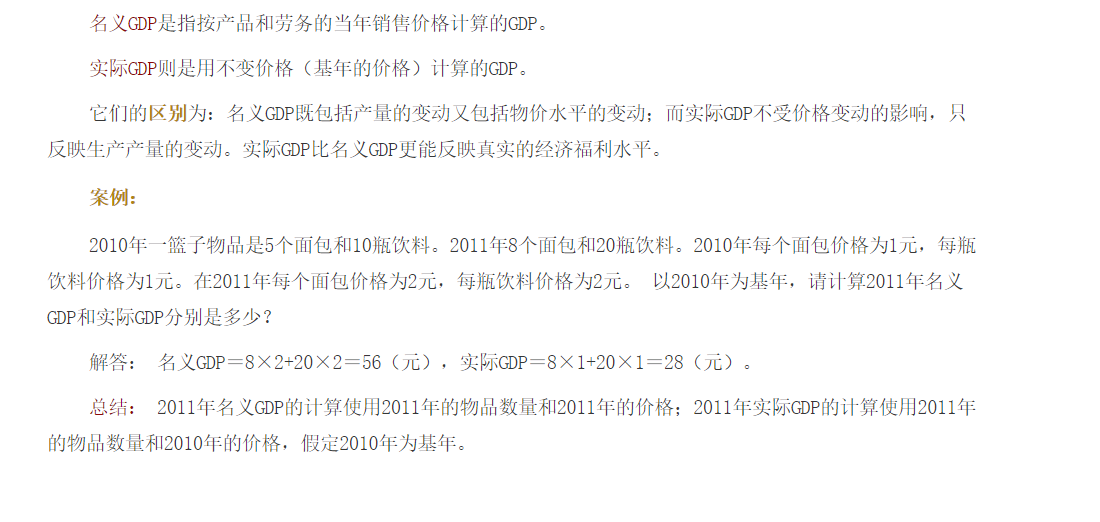 名义GDP是指按产品和劳务的当年销售价格计算的GDP。
实际GDP则是用不变价格（基年的价格）计算的GDP。
它们的区别为：名义GDP既包括产量的变动又包括物价水平的变动；而实际GDP不受价格变动的影响，只
反映生产产量的变动。实际GDP比名义GDP更能反映真实的经济福利水平。
案例：
2010年一篮子物品是5个面包和10瓶饮料。2011年8个面包和20瓶饮料。2010年每个面包价格为1元，每瓶
饮料价格为1元。在2011年每个面包价格为2元，每瓶饮料价格为2元。 以2010年为基年，请计算2011年名义
GDP和实际GDP分别是多少？
解答： 名义GDP＝8×2+20×2＝56（元），实际GDP＝8×1+20×1＝28（元）。
总结： 2011年名义GDP的计算使用2011年的物品数量和2011年的价格；2011年实际GDP的计算使用2011年
的物品数量和2010年的价格，假定2010年为基年。